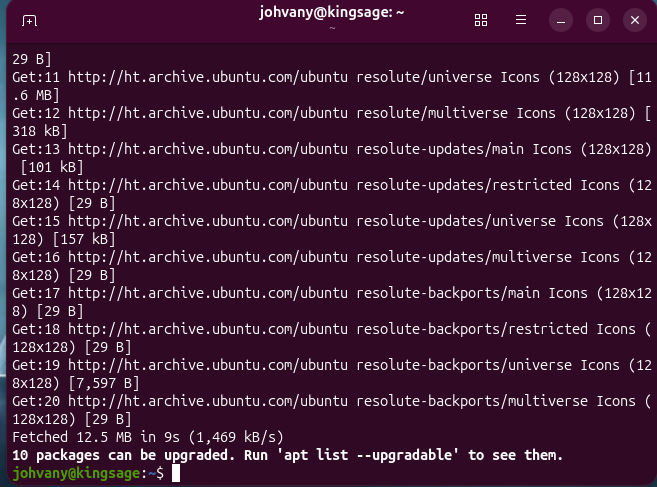 johvany@kingsage: ~
~
29 B]
Get:11 http://ht.archive.ubuntu.com/ubuntu resolute/universe Icons (128x128) [11
.6 MB]
Get:12 http://ht.archive.ubuntu.com/ubuntu resolute/multiverse Icons (128x128) [
318 kB]
Get:13 http://ht.archive.ubuntu.com/ubuntu resolute-updates/main Icons (128x128)
 [101 kB]
Get:14 http://ht.archive.ubuntu.com/ubuntu resolute-updates/restricted Icons (12
8x128) [29 B]
Get:15 http://ht.archive.ubuntu.com/ubuntu resolute-updates/universe Icons (128x
128) [157 kB]
Get:16 http://ht.archive.ubuntu.com/ubuntu resolute-updates/multiverse Icons (12
8x128) [29 B]
Get:17 http://ht.archive.ubuntu.com/ubuntu resolute-backports/main Icons (128x12
8) [29 B]
Get:18 http://ht.archive.ubuntu.com/ubuntu resolute-backports/restricted Icons (
128x128) [29 B]
Get:19 http://ht.archive.ubuntu.com/ubuntu resolute-backports/universe Icons (12
8x128) [7,597 B]
Get:20 http://ht.archive.ubuntu.com/ubuntu resolute-backports/multiverse Icons (
128x128) [29 B]
Fetched 12.5 MB in 9s (1,469 kB/s)
10 packages can be upgraded. Run 'apt list --upgradable' to see them.
johvany@kingsage:~$